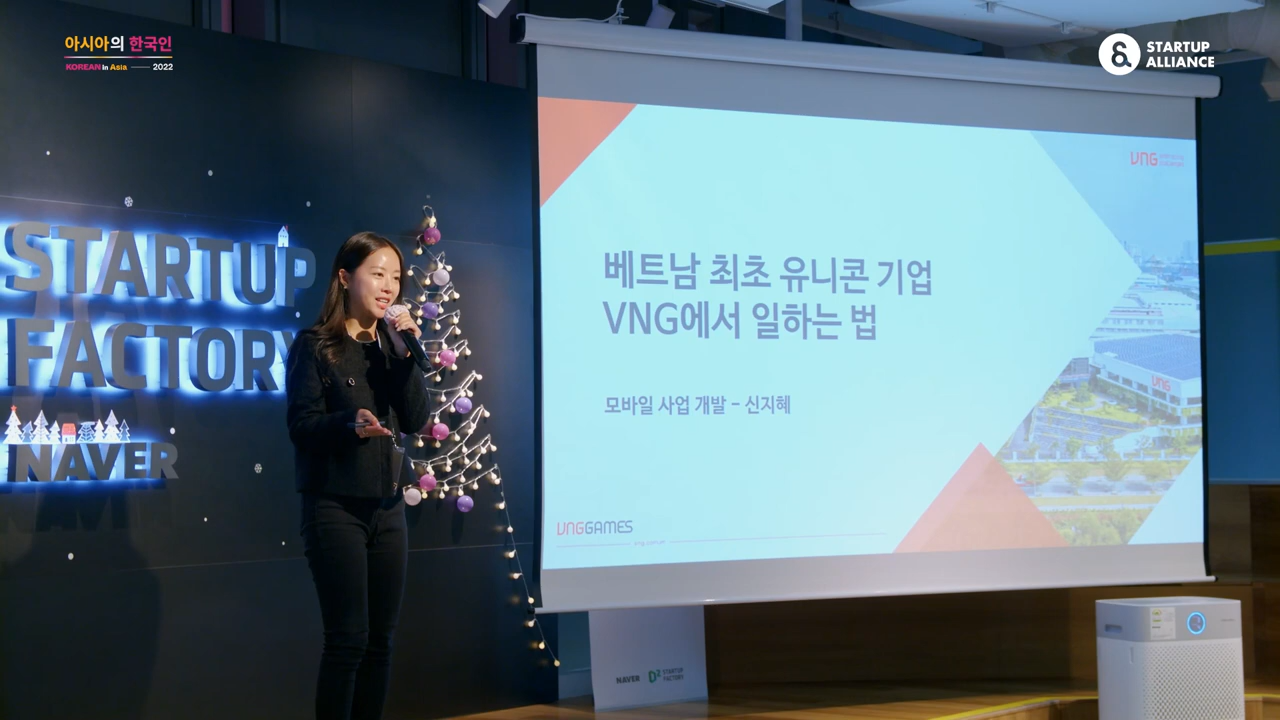 아시아의 한국인
KOREAN in Asia 2022
& STARTUP
ALLIANCE
STARTUP
FACTORY
NAVER
VNG
베트남 최초 유니콘 기업
VNG에서 일하는 법
모바일 사업 개발 – 신지혜
VNG
VNGGAMES
NAVER D2 STARTUP
FACTORY